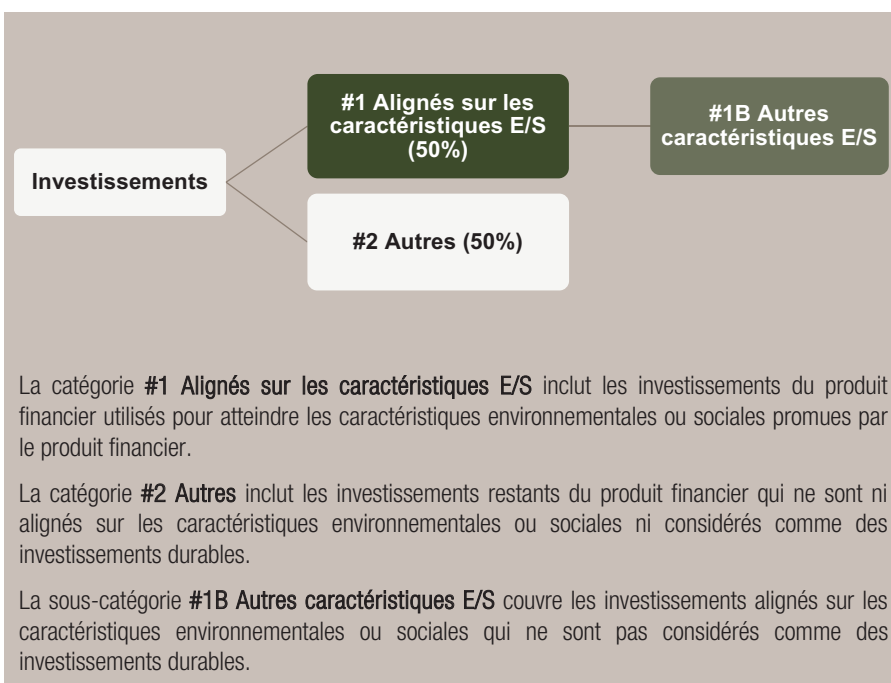 #1 Alignés sur les
caractéristiques E/S
(50%)
#1B Autres
caractéristiques E/S
Investissements
#2 Autres (50%)
La catégorie #1 Alignés sur les caractéristiques E/S inclut les investissements du produit
financier utilisés pour atteindre les caractéristiques environnementales ou sociales promues par
le produit financier.
La catégorie #2 Autres inclut les investissements restants du produit financier qui ne sont ni
alignés sur les caractéristiques environnementales ou sociales ni considérés comme des
investissements durables.
La sous-catégorie #1B Autres caractéristiques E/S couvre les investissements alignés sur les
caractéristiques environnementales ou sociales qui ne sont pas considérés comme des
investissements durables.